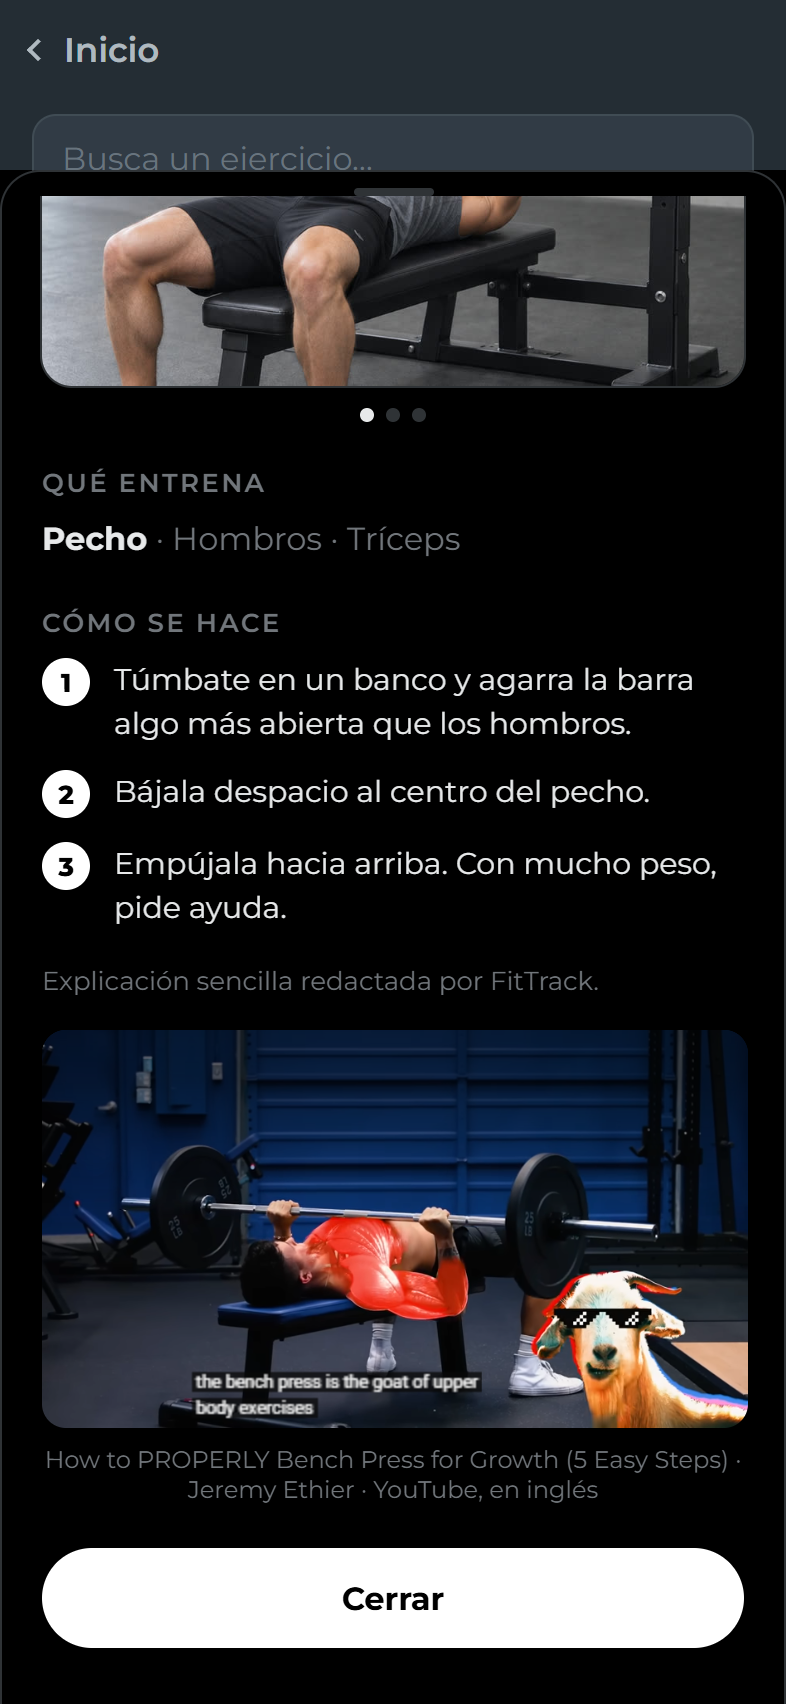 Inicio
Busca un ejercicio...
QUÉ ENTRENA
Pecho · Hombros · Tríceps
CÓMO SE HACE
1 Túmbate en un banco y agarra la barra
algo más abierta que los hombros.
2 Bájala despacio al centro del pecho.
3 Empújala hacia arriba. Con mucho peso,
pide ayuda.
Explicación sencilla redactada por FitTrack.
the bench press is the goat of upper
body exercises
How to PROPERLY Bench Press for Growth (5 Easy Steps) ·
Jeremy Ethier · YouTube, en inglés
Cerrar